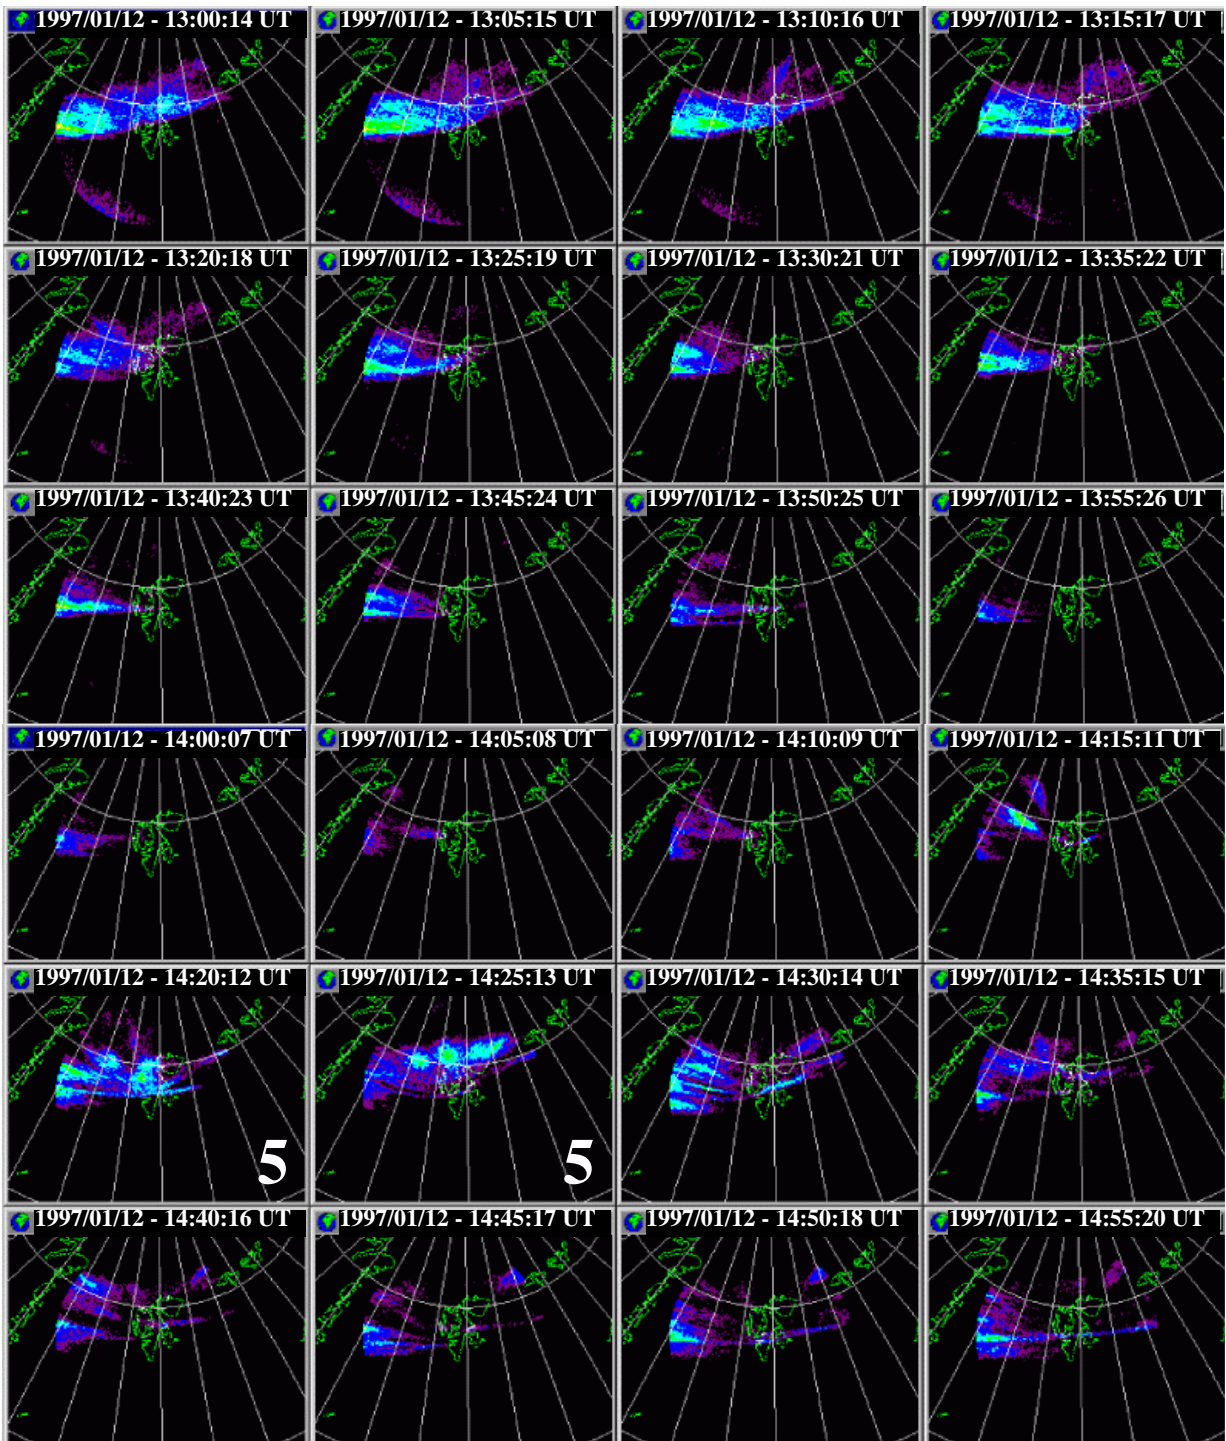 1997/01/12 - 13:00:14 UT
1997/01/12 - 13:05:15 UT
1997/01/12 - 13:10:16 UT
1997/01/12 - 13:15:17 UT
1997/01/12 - 13:20:18 UT
1997/01/12 - 13:25:19 UT
1997/01/12 - 13:30:21 UT
1997/01/12 - 13:35:22 UT
1997/01/12 - 13:40:23 UT
1997/01/12 - 13:45:24 UT
1997/01/12 - 13:50:25 UT
1997/01/12 - 13:55:26 UT
1997/01/12 - 14:00:07 UT
1997/01/12 - 14:05:08 UT
1997/01/12 - 14:10:09 UT
1997/01/12 - 14:15:11 UT
1997/01/12 - 14:20:12 UT
5
1997/01/12 - 14:25:13 UT
5
1997/01/12 - 14:30:14 UT
1997/01/12 - 14:35:15 UT
1997/01/12 - 14:40:16 UT
1997/01/12 - 14:45:17 UT
1997/01/12 - 14:50:18 UT
1997/01/12 - 14:55:20 UT